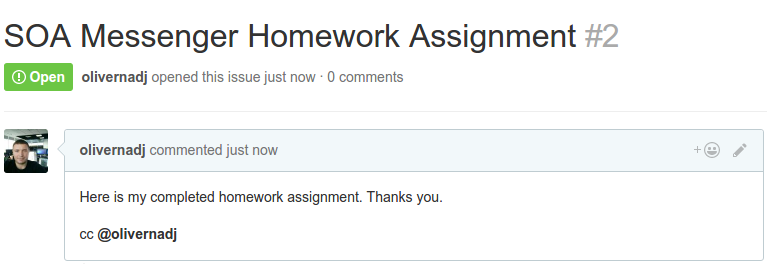 SOA Messenger Homework Assignment #2
Open olivernadj opened this issue just now · 0 comments
olivernadj commented just now
Here is my completed homework assignment. Thanks you.
cc @olivernadj